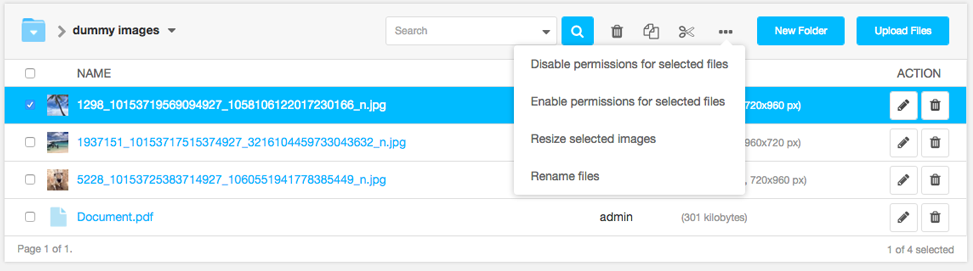 dummy images
Search
New Folder
Upload Files
Disable permissions for selected files
Enable permissions for selected files
Resize selected images
Rename files
NAME
ACTION
1298_10153719569094927_1058106122017230166_n.jpg
720x960 px)
1937151_10153717515374927_3216104459733043632_n.jpg
960x720 px)
5228_10153725383714927_1060551941778385449_n.jpg
, 720x960 px)
Document.pdf admin (301 kilobytes)
Page 1 of 1.
1 of 4 selected